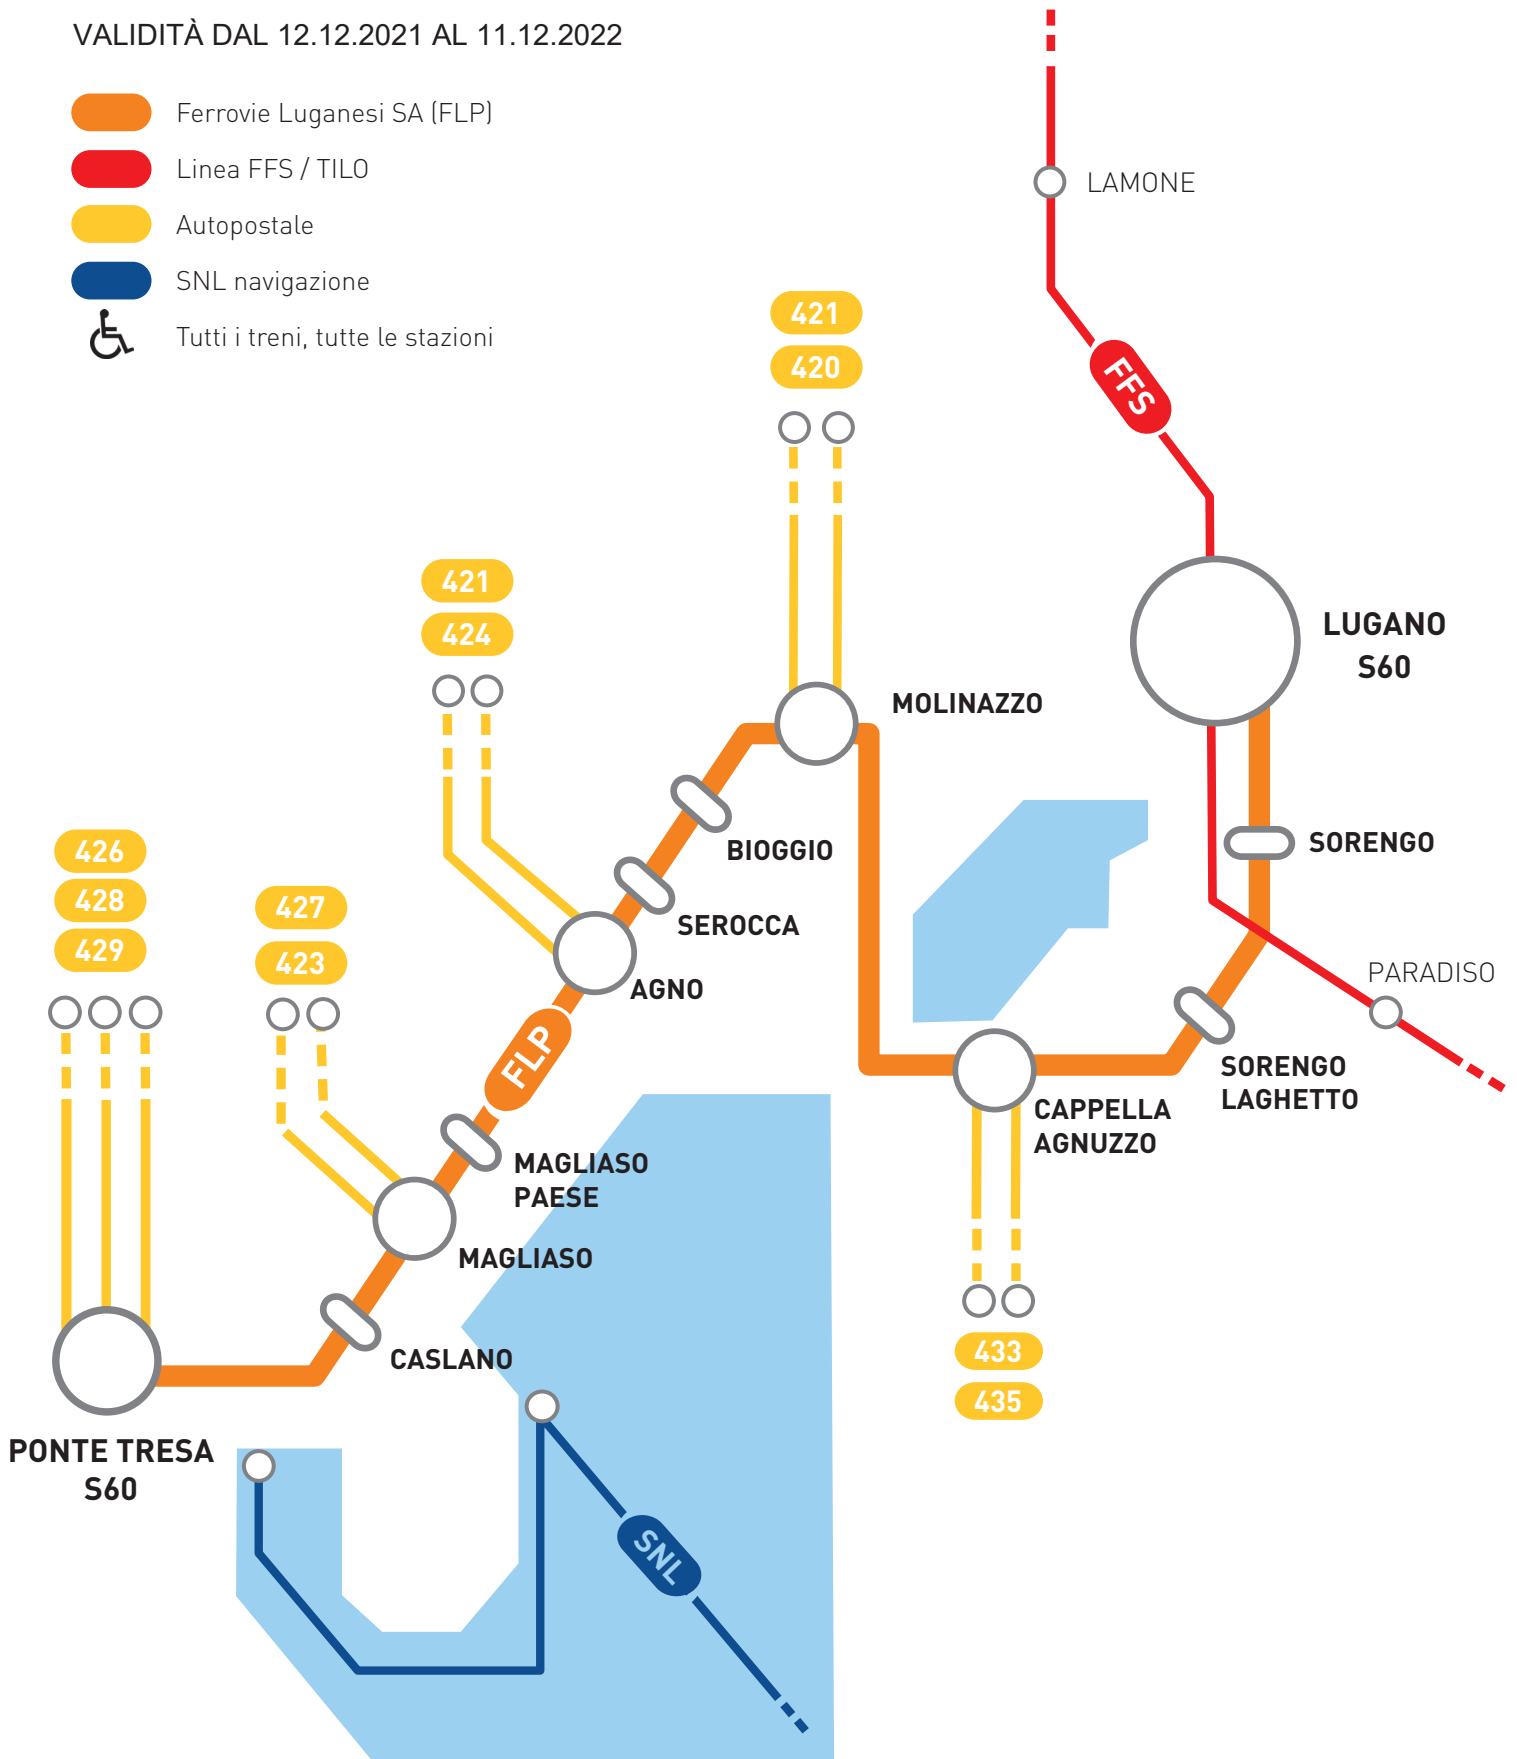 VALIDITÀ DAL 12.12.2021 AL 11.12.2022
Ferrovie Luganesi SA (FLP)
Linea FFS / TILO
Autopostale
SNL navigazione
Tutti i treni, tutte le stazioni
LAMONE
FFS
421
420
LUGANO
S60
421
424
MOLINAZZO
BIOGGIO
SORENGO
SEROCCA
426
428
429
427
423
AGNO
PARADISO
FLP
SORENGO
LAGHETTO
CAPPELLA
AGNUZZO
MAGLIASO
PAESE
MAGLIASO
CASLANO
433
435
PONTE TRESA
S60
SNL